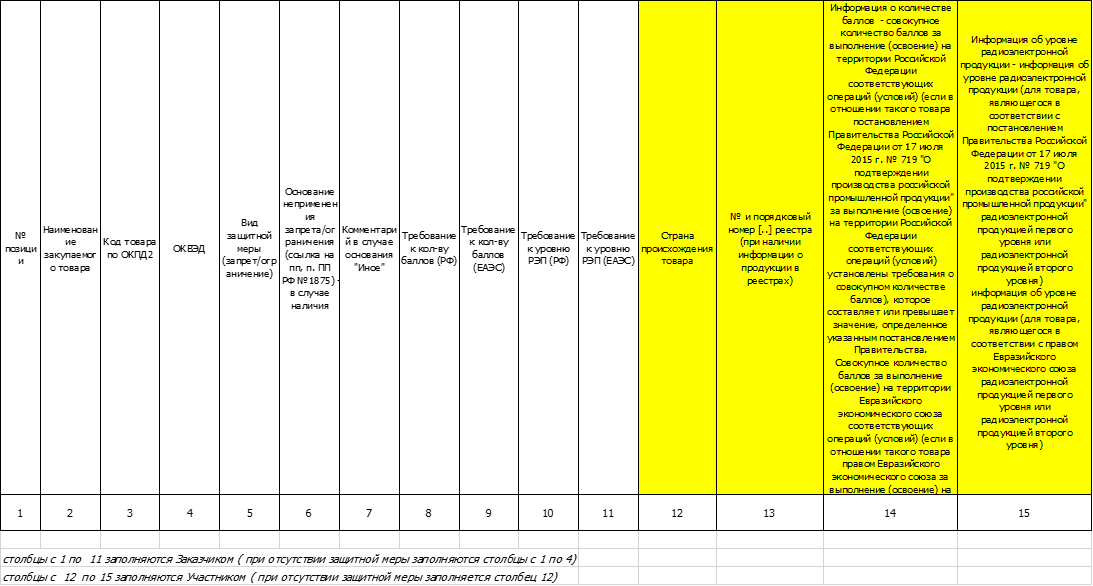 №
позици
и
Наименован
ие
закупаемог
о товара
Код товара
по ОКПД2
ОКВЭД
Вид
защитной
меры
(запрет/огр
аничение)
Основание
неприменен
ия
запрета/ог
раничения
(ссылка на
пп, п. ПП
РФ №1875) -
в случае
наличия
Комментари
й в случае
основания
"Иное"
Требование
к кол-ву
баллов (РФ)
Требование
к кол-ву
баллов
(ЕАЭС)
Требование
к уровню
РЭП (РФ)
Требование
к уровню
РЭП (ЕАЭС)
Страна
происхождения
товара
№ и порядковый
номер [..] реестра
(при наличии
информации о
продукции в
реестрах)
Информация о количестве
баллов - совокупное
количество баллов за
выполнение (освоение) на
территории Российской
Федерации
соответствующих
операций (условий) (если в
отношении такого товара
постановлением
Правительства Российской
Федерации от 17 июля
2015 г. № 719 "О
подтверждении
производства российской
промышленной продукции"
за выполнение (освоение)
на территории Российской
Федерации
соответствующих
операций (условий)
установлены требования о
совокупном количестве
баллов), которое
составляет или превышает
значение, определенное
указанным постановлением
Правительства.
Совокупное количество
баллов за выполнение
(освоение) на территории
Евразийского
экономического союза
соответствующих
операций (условий) (если в
отношении такого товара
правом Евразийского
экономического союза за
выполнение (освоение) на
Информация об уровне
радиоэлектронной
продукции - информация об
уровне радиоэлектронной
продукции (для товара,
являющегося в
соответствии с
постановлением
Правительства Российской
Федерации от 17 июля
2015 г. № 719 "О
подтверждении
производства российской
промышленной продукции"
радиоэлектронной
продукцией первого
уровня или
радиоэлектронной
продукцией второго
уровня)
информация об уровне
радиоэлектронной
продукции (для товара,
являющегося в
соответствии с правом
Евразийского
экономического союза
радиоэлектронной
продукцией первого
уровня или
радиоэлектронной
продукцией второго
уровня)
1 2 3 4 5 6 7 8 9 10 11 12 13 14 15
столбцы с 1 по 11 заполняются Заказчиком ( при отсутствии защитной меры заполняются столбцы с 1 по 4)
столбцы с 12 по 15 заполняются Участником ( при отсутствии защитной меры заполняется столбец 12)